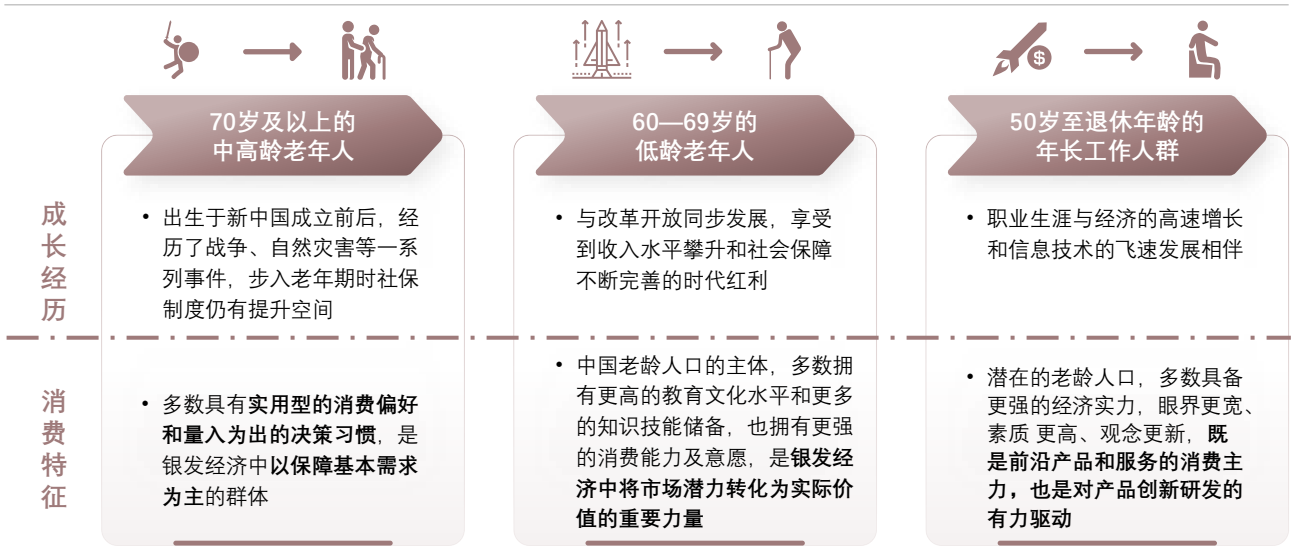 70岁及以上的
中高龄老年人
60—69岁的
低龄老年人
50岁至退休年龄的
年长工作人群
成长经历
• 出生于新中国成立前后，经
历了战争、自然灾害等一系
列事件，步入老年期时社保
制度仍有提升空间
• 与改革开放同步发展，享受
到收入水平攀升和社会保障
不断完善的时代红利
• 职业生涯与经济的高速增长
和信息技术的飞速发展相伴
消费特征
• 多数具有实用型的消费偏好
和量入为出的决策习惯，是
银发经济中以保障基本需求
为主的群体
• 中国老龄人口的主体，多数拥
有更高的教育文化水平和更多
的知识技能储备，也拥有更强
的消费能力及意愿，是银发经
济中将市场潜力转化为实际价
值的重要力量
• 潜在的老龄人口，多数具备
更强的经济实力，眼界更宽、
素质 更高、观念更新，既
是前沿产品和服务的消费主
力，也是对产品创新研发的
有力驱动
$